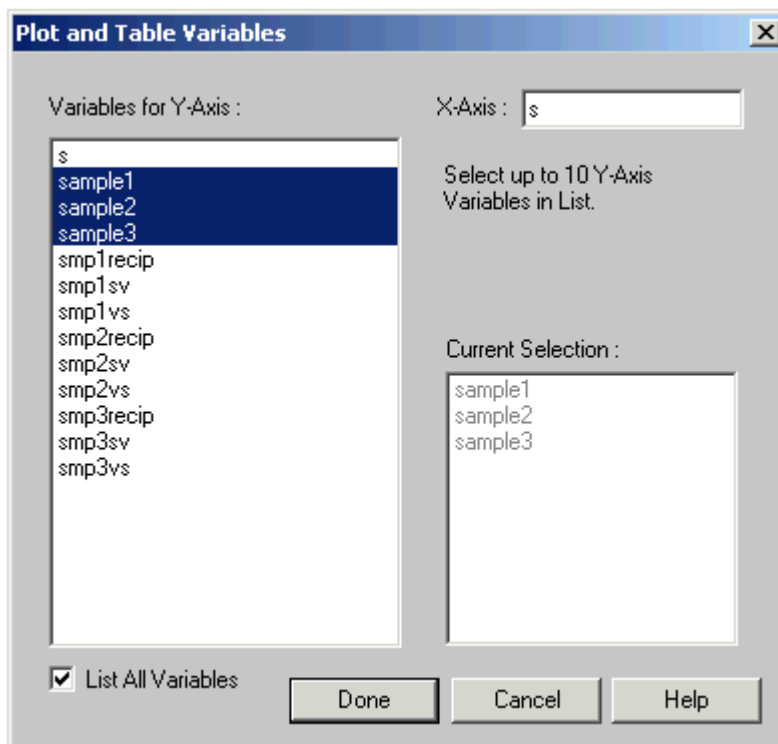 Plot and Table Variables
Variables for Y-Axis :
X-Axis : s
s
sample1
sample2
sample3
smp1recip
smp1sv
smp1vs
smp2recip
smp2sv
smp2vs
smp3recip
smp3sv
smp3vs
Select up to 10 Y-Axis
Variables in List.
Current Selection :
sample1
sample2
sample3
List All Variables
Done
Cancel
Help